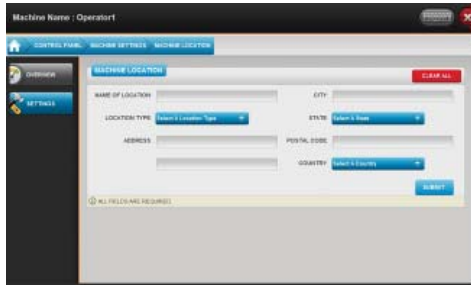 Machine Name : Operator1
CONTROL PANEL MACHINE SETTINGS MACHINE LOCATION
OVERVIEW
SETTINGS
MACHINE LOCATION
CLEAR ALL
NAME OF LOCATION
CITY
LOCATION TYPE Select A Location Type
STATE Select A State
ADDRESS
POSTAL CODE
COUNTRY Select A Country
SUBMIT
ALL FIELDS ARE REQUIRED